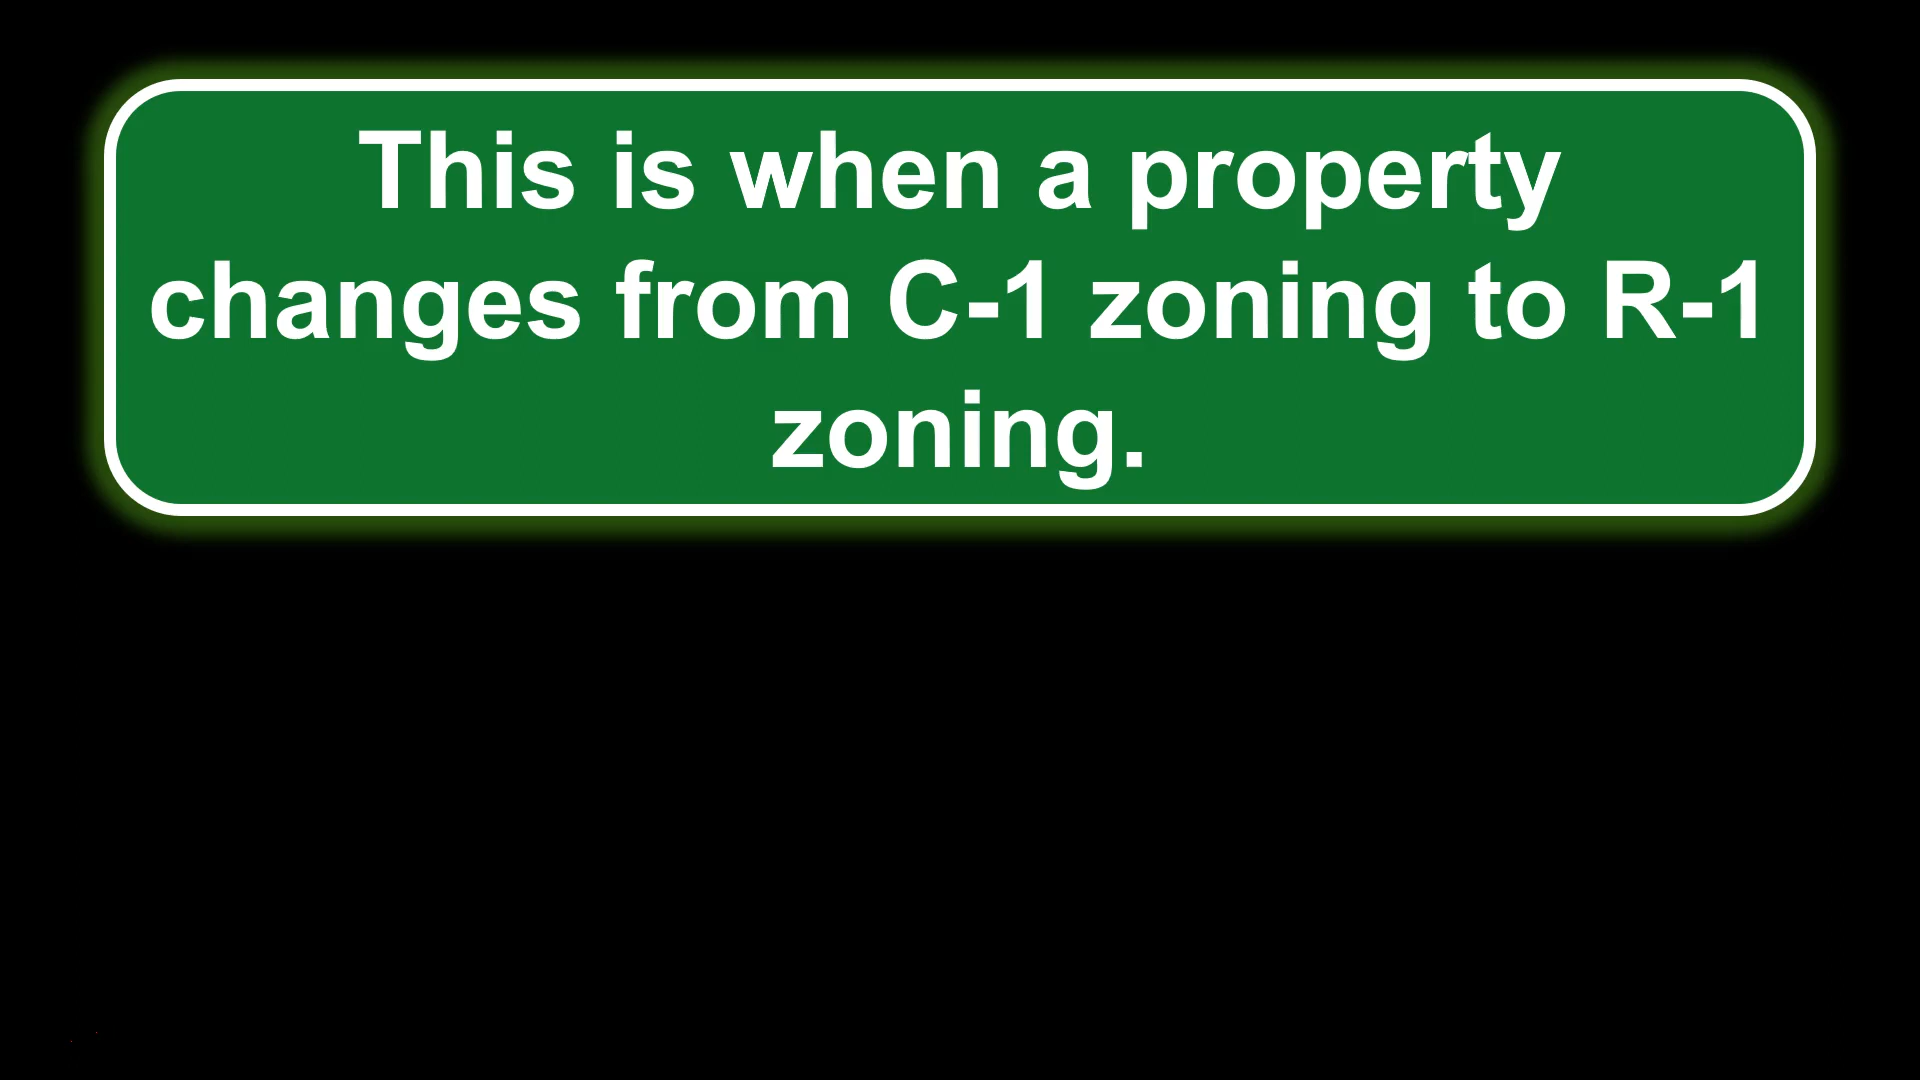 This is when a property
changes from C-1 zoning to R-1
zoning.